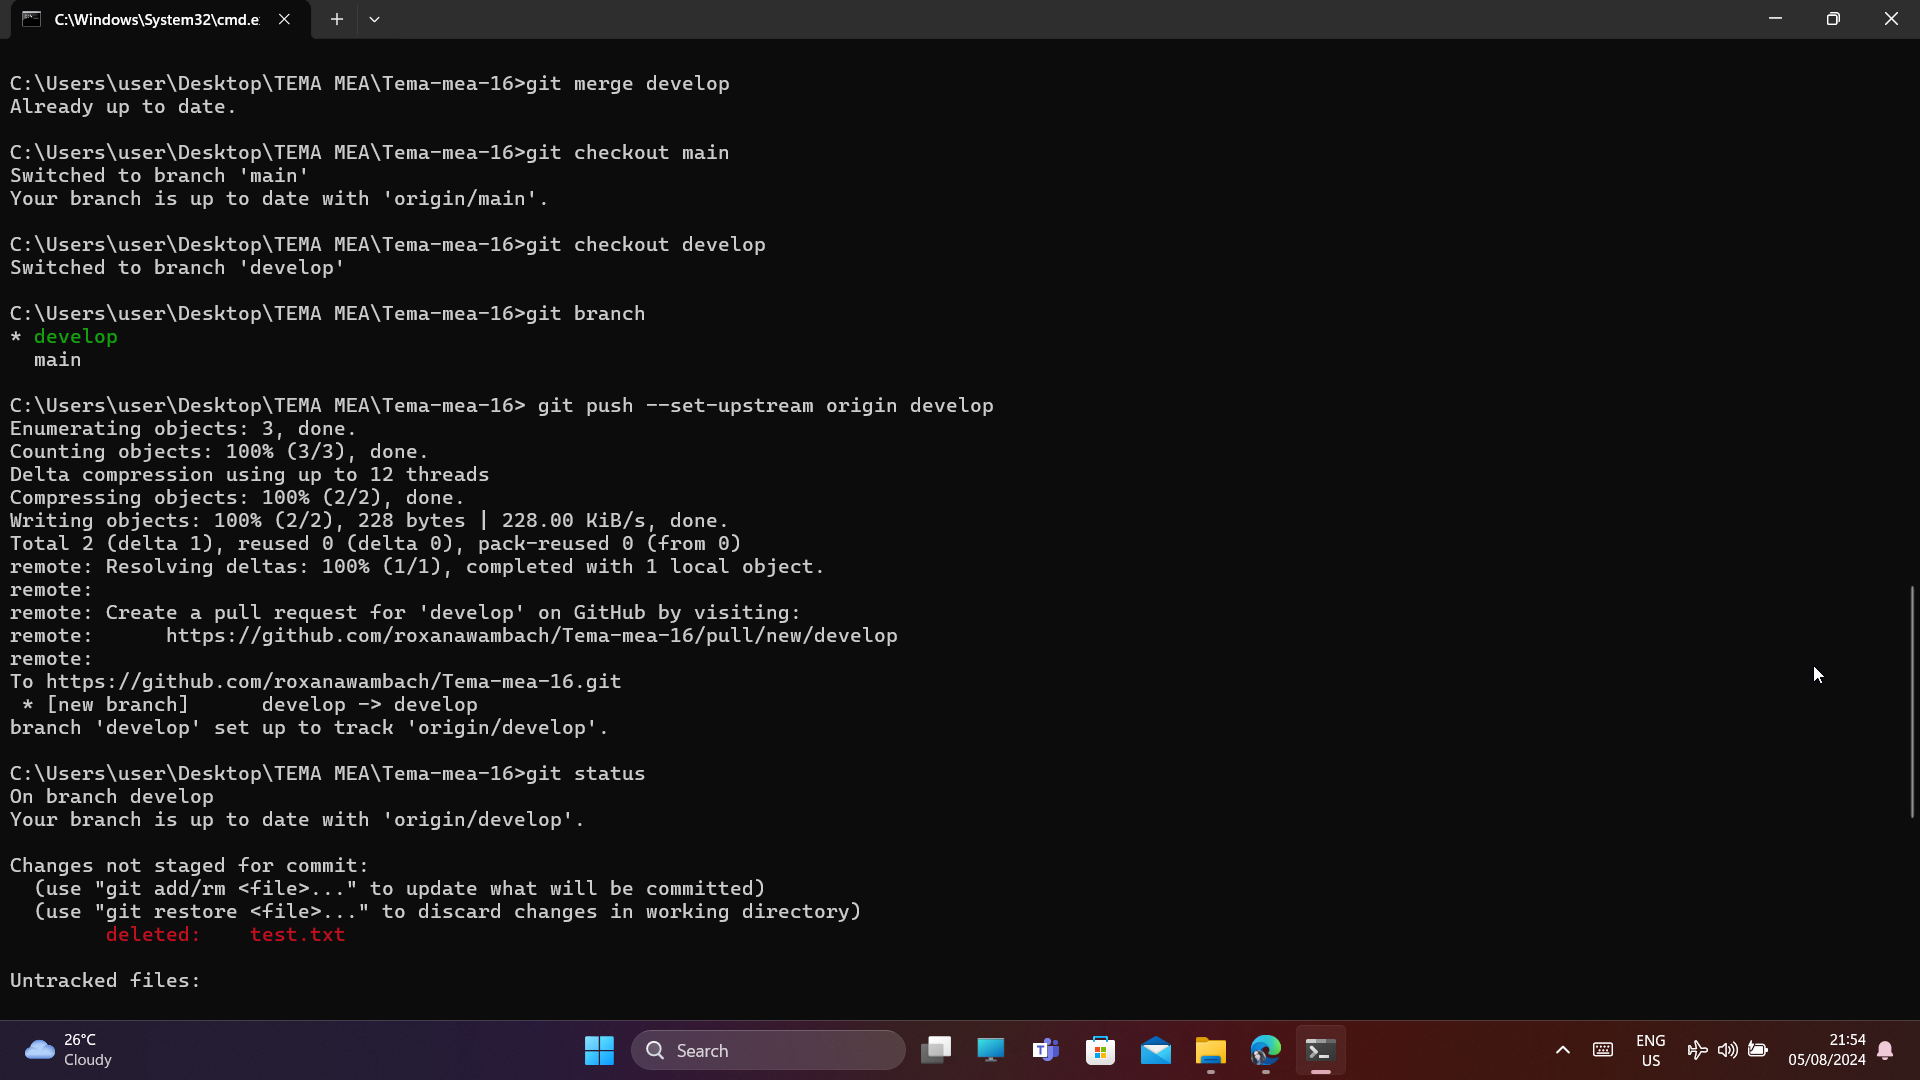 C:\Windows\System32\cmd.e
C:\Users\user\Desktop\TEMA MEA\Tema-mea-16>git merge develop
Already up to date.
C:\Users\user\Desktop\TEMA MEA\Tema-mea-16>git checkout main
Switched to branch 'main'
Your branch is up to date with 'origin/main'.
C:\Users\user\Desktop\TEMA MEA\Tema-mea-16>git checkout develop
Switched to branch 'develop'
C:\Users\user\Desktop\TEMA MEA\Tema-mea-16>git branch
* develop
  main
C:\Users\user\Desktop\TEMA MEA\Tema-mea-16> git push --set-upstream origin develop
Enumerating objects: 3, done.
Counting objects: 100% (3/3), done.
Delta compression using up to 12 threads
Compressing objects: 100% (2/2), done.
Writing objects: 100% (2/2), 228 bytes | 228.00 KiB/s, done.
Total 2 (delta 1), reused 0 (delta 0), pack-reused 0 (from 0)
remote: Resolving deltas: 100% (1/1), completed with 1 local object.
remote:
remote: Create a pull request for 'develop' on GitHub by visiting:
remote:      https://github.com/roxanawambach/Tema-mea-16/pull/new/develop
remote:
To https://github.com/roxanawambach/Tema-mea-16.git
 * [new branch]      develop -> develop
branch 'develop' set up to track 'origin/develop'.
C:\Users\user\Desktop\TEMA MEA\Tema-mea-16>git status
On branch develop
Your branch is up to date with 'origin/develop'.
Changes not staged for commit:
  (use "git add/rm <file>..." to update what will be committed)
  (use "git restore <file>..." to discard changes in working directory)
        deleted:    test.txt
Untracked files:
26°C
Cloudy
Search
ENG
US
21:54
05/08/2024